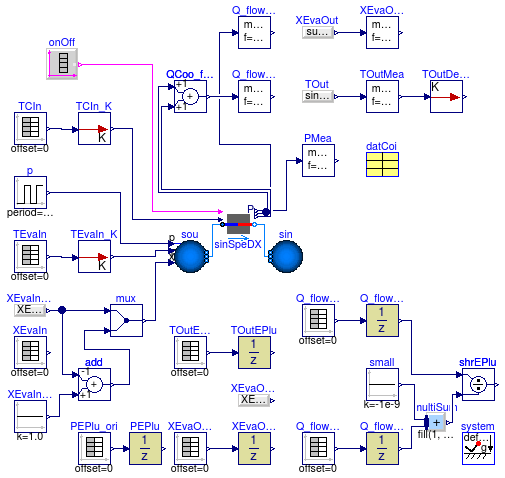 Q_flow...
m...
f=...
XEvaOut
su...
XEvaO...
m...
f=...
onOff
QCoo_f...
+1
+
+1
Q_flow...
m...
f=...
TOut
sin...
TOutMea
m...
f=...
TOutDe...
K
TCIn
offset=0
TCIn_K
K
PMea
m...
f=...
datCoi
p
period=...
P
sinSpeDX
TEvaIn
offset=0
TEvaIn_K
K
p
sou
sin
XEvaIn...
XE...
mux
Q_flow...
offset=0
Q_flow...
1
z
XEvaIn
offset=0
add
-1
+
+1
TOutE...
offset=0
TOutEPlu
1
z
small
k=-1e-9
shrEPlu
XEvaIn...
k=1.0
XEvaO...
XE...
+
fill(1, ...
PEPlu_ori
offset=0
PEPlu
1
z
XEvaO...
offset=0
XEvaO...
1
z
Q_flow...
offset=0
Q_flow...
1
z
system
def...
g